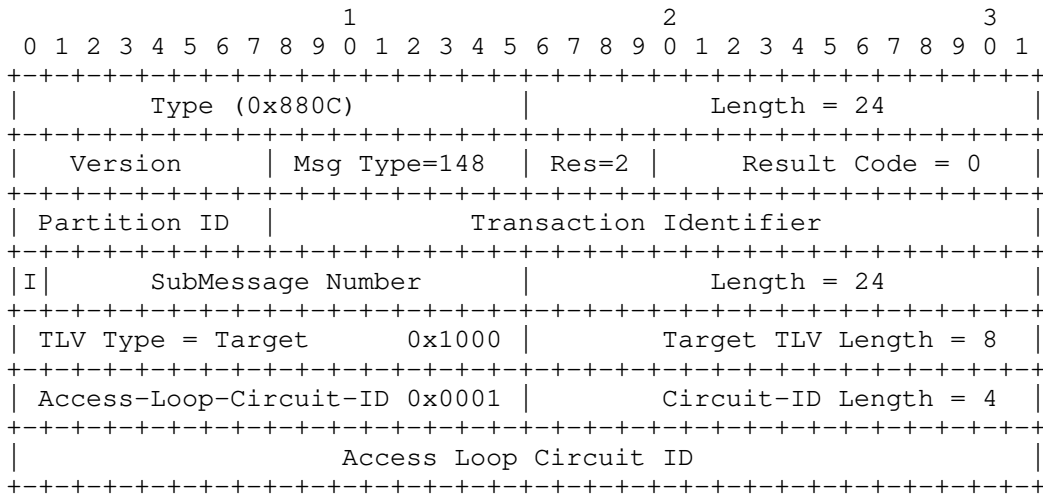 1                   2                   3
 0 1 2 3 4 5 6 7 8 9 0 1 2 3 4 5 6 7 8 9 0 1 2 3 4 5 6 7 8 9 0 1
+-+-+-+-+-+-+-+-+-+-+-+-+-+-+-+-+-+-+-+-+-+-+-+-+-+-+-+-+-+-+-+-+
|        Type (0x880C)          |           Length = 24         |
+-+-+-+-+-+-+-+-+-+-+-+-+-+-+-+-+-+-+-+-+-+-+-+-+-+-+-+-+-+-+-+-+
|   Version     | Msg Type=148  | Res=2 |     Result Code = 0   |
+-+-+-+-+-+-+-+-+-+-+-+-+-+-+-+-+-+-+-+-+-+-+-+-+-+-+-+-+-+-+-+-+
| Partition ID  |            Transaction Identifier             |
+-+-+-+-+-+-+-+-+-+-+-+-+-+-+-+-+-+-+-+-+-+-+-+-+-+-+-+-+-+-+-+-+
|I|      SubMessage Number      |           Length = 24         |
+-+-+-+-+-+-+-+-+-+-+-+-+-+-+-+-+-+-+-+-+-+-+-+-+-+-+-+-+-+-+-+-+
| TLV Type = Target      0x1000 |        Target TLV Length = 8  |
+-+-+-+-+-+-+-+-+-+-+-+-+-+-+-+-+-+-+-+-+-+-+-+-+-+-+-+-+-+-+-+-+
| Access-Loop-Circuit-ID 0x0001 |        Circuit-ID Length = 4  |
+-+-+-+-+-+-+-+-+-+-+-+-+-+-+-+-+-+-+-+-+-+-+-+-+-+-+-+-+-+-+-+-+
|                    Access Loop Circuit ID                     |
+-+-+-+-+-+-+-+-+-+-+-+-+-+-+-+-+-+-+-+-+-+-+-+-+-+-+-+-+-+-+-+-+